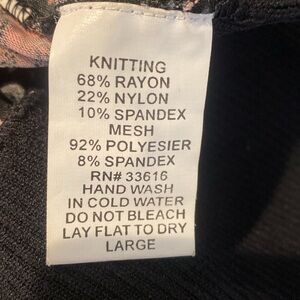 KNITTING
68% RAYON
22% NYLON
10% SPANDEX
MESH
92% POLYESIER
8% SPANDEX
RN# 33616
HAND WASH
IN COLD WATER
DO NOT BLEACH
LAY FLAT TO DRY
LARGE